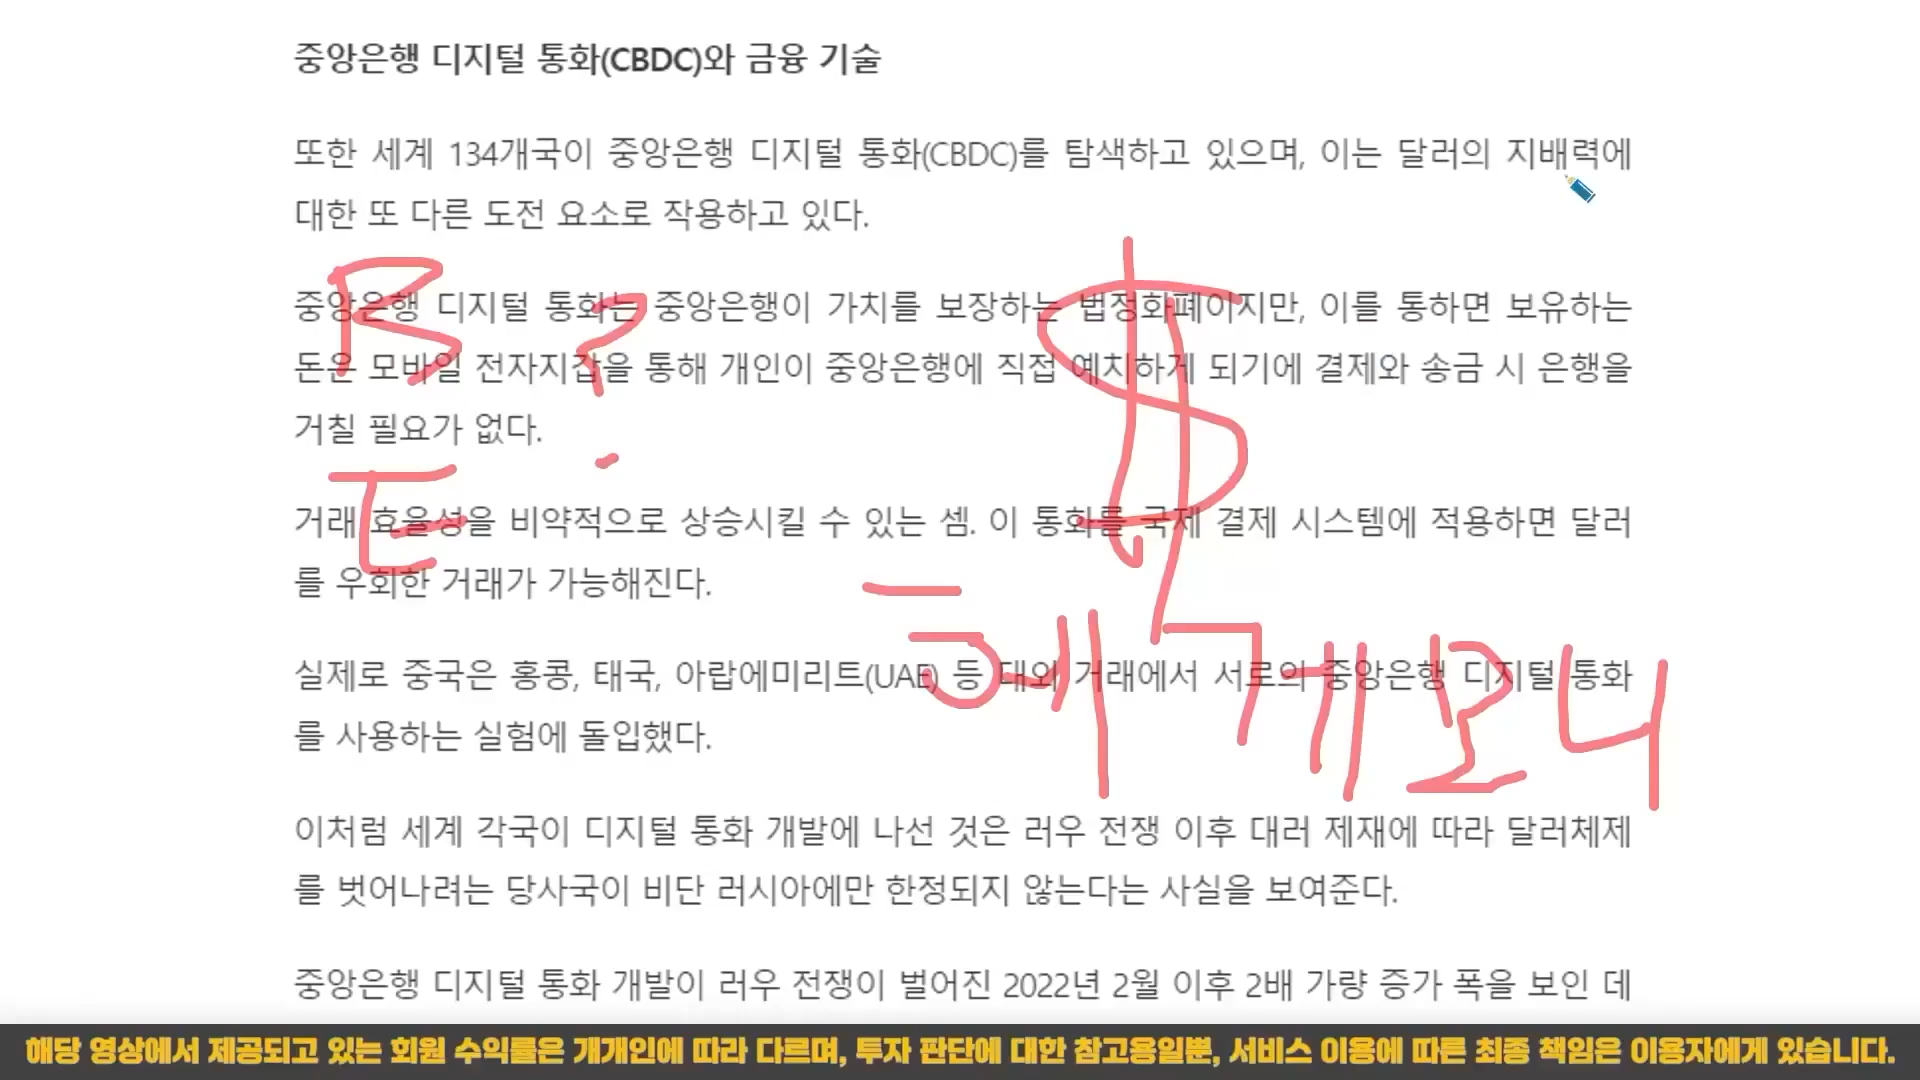 중앙은행 디지털 통화(CBDC)와 금융 기술
또한 세계 134개국이 중앙은행 디지털 통화(CBDC)를 탐색하고 있으며, 이는 달러의 지배력에
대한 또 다른 도전 요소로 작용하고 있다.
B ?
$
중앙은행 디지털 통화는 중앙은행이 가치를 보장하는 법정화폐이지만, 이를 통하면 보유하는
돈은 모바일 전자지갑을 통해 개인이 중앙은행에 직접 예치하게 되기에 결제와 송금 시 은행을
거칠 필요가 없다.
E
거래 효율성을 비약적으로 상승시킬 수 있는 셈. 이 통화를 국제 결제 시스템에 적용하면 달러
를 우회한 거래가 가능해진다.
헤게모니
실제로 중국은 홍콩, 태국, 아랍에미리트(UAE) 등 대외 거래에서 서로의 중앙은행 디지털 통화
를 사용하는 실험에 돌입했다.
이처럼 세계 각국이 디지털 통화 개발에 나선 것은 러우 전쟁 이후 대러 제재에 따라 달러체제
를 벗어나려는 당사국이 비단 러시아에만 한정되지 않는다는 사실을 보여준다.
중앙은행 디지털 통화 개발이 러우 전쟁이 벌어진 2022년 2월 이후 2배 가량 증가 폭을 보인 데
해당 영상에서 제공되고 있는 회원 수익률은 개개인에 따라 다르며, 투자 판단에 대한 참고용일뿐, 서비스 이용에 따른 최종 책임은 이용자에게 있습니다.